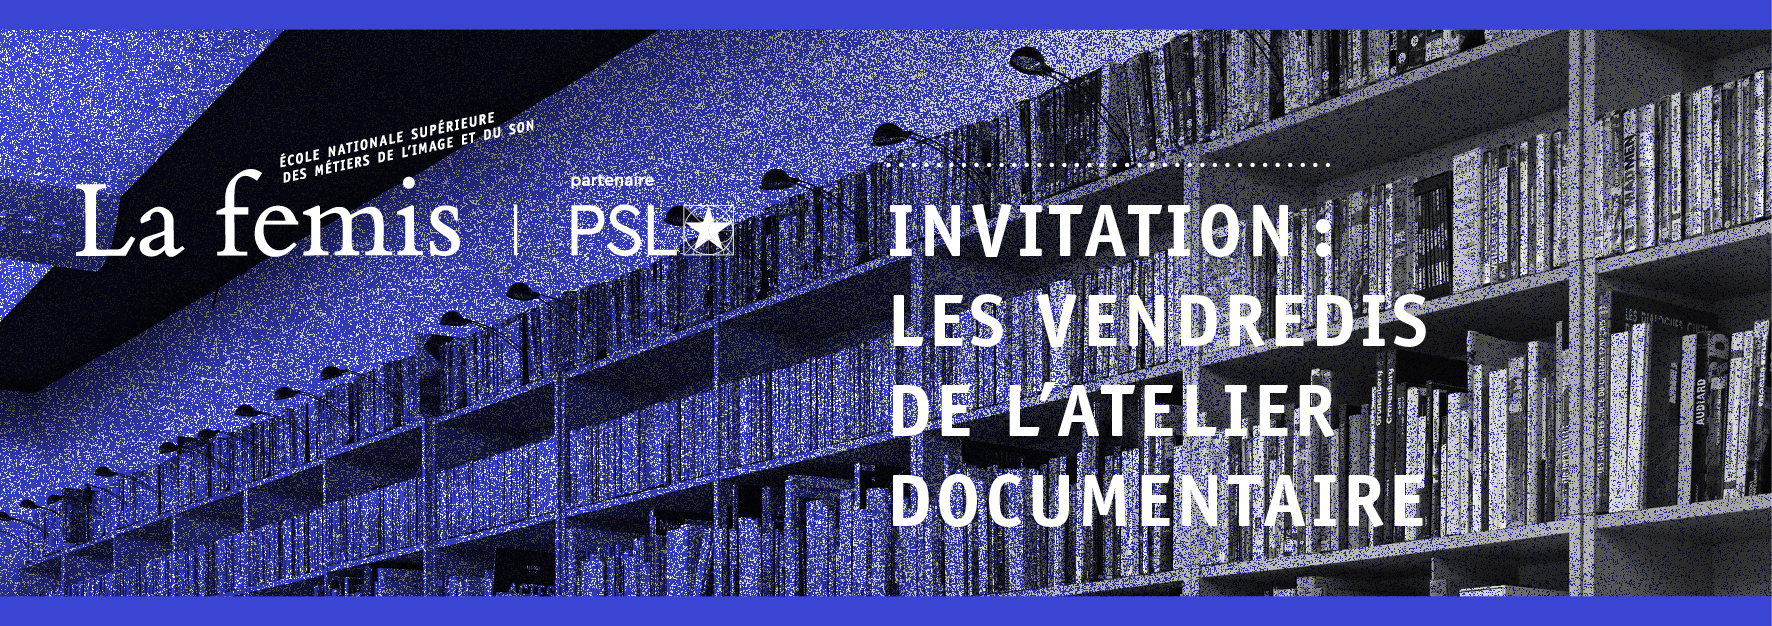 ÉCOLE NATIONALE SUPÉRIEURE
DES MÉTIERS DE L'IMAGE ET DU SON
La femis
partenaire
PSL
INVITATION :
LES VENDREDIS
DE L'ATELIER
DOCUMENTAIRE
AUDIARD